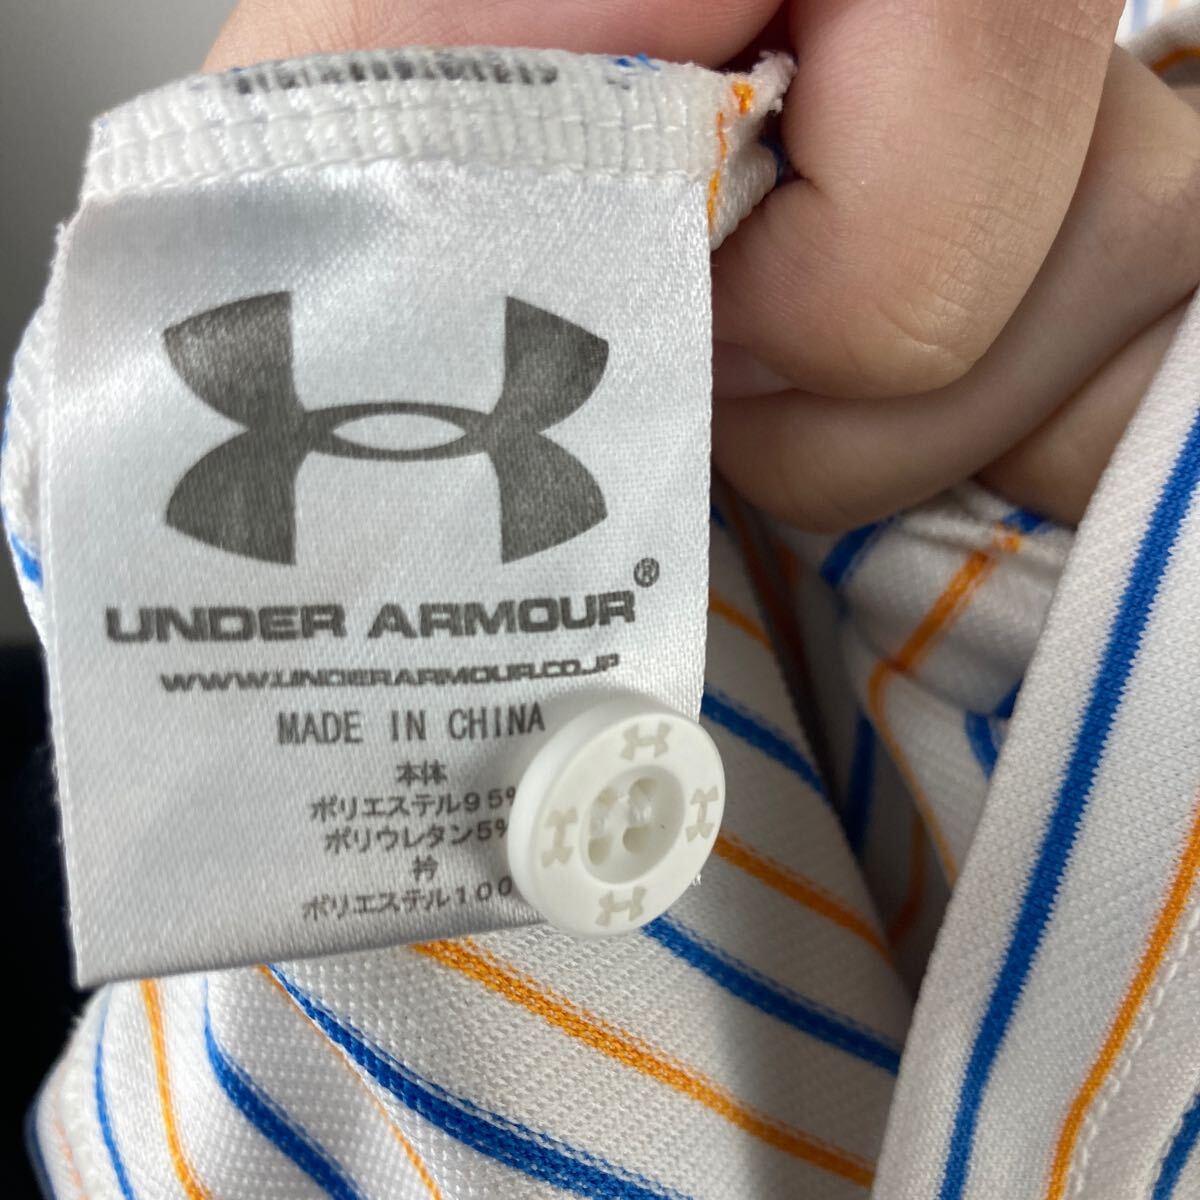 UNDER ARMOUR®
WWW.UNDERARMOUR.CO.JP
MADE IN CHINA
本体
ポリエステル95%
ポリウレタン5%
衿
ポリエステル100